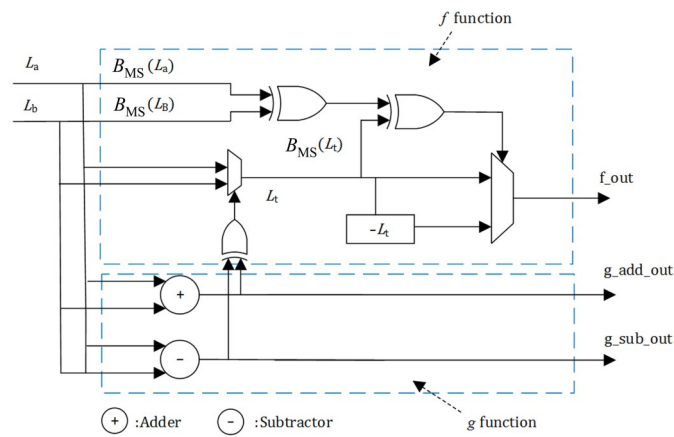 f function
La
BMS(La)
Lb
BMS(LB)
BMS(Lt)
Lt
f_out
-Lt
g_add_out
+
g_sub_out
-
+ :Adder
- :Subtractor
g function